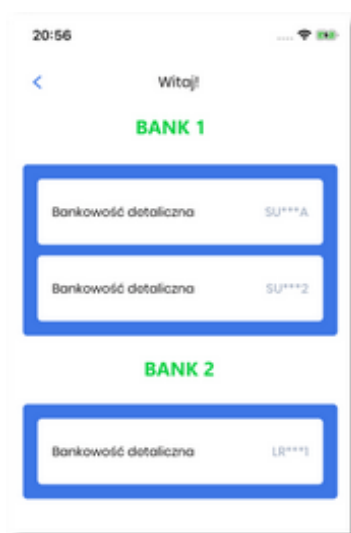 20:56
Witaj!
BANK 1
Bankowość detaliczna SU***A
Bankowość detaliczna SU***2
BANK 2
Bankowość detaliczna LR***1